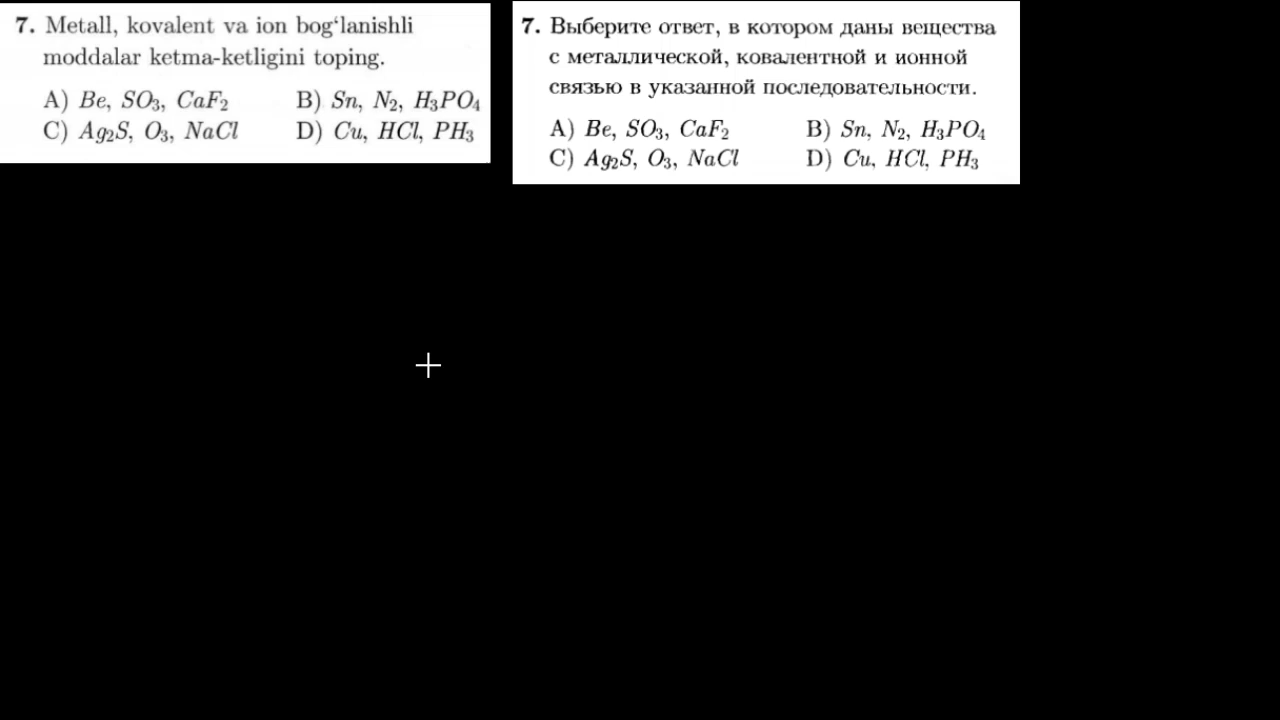 7. Metall, kovalent va ion bog‘lanishli
moddalar ketma-ketligini toping.
A) Be, SO₃, CaF₂ B) Sn, N₂, H₃PO₄
C) Ag₂S, O₃, NaCl D) Cu, HCl, PH₃
7. Выберите ответ, в котором даны вещества
с металлической, ковалентной и ионной
связью в указанной последовательности.
A) Be, SO₃, CaF₂ B) Sn, N₂, H₃PO₄
C) Ag₂S, O₃, NaCl D) Cu, HCl, PH₃